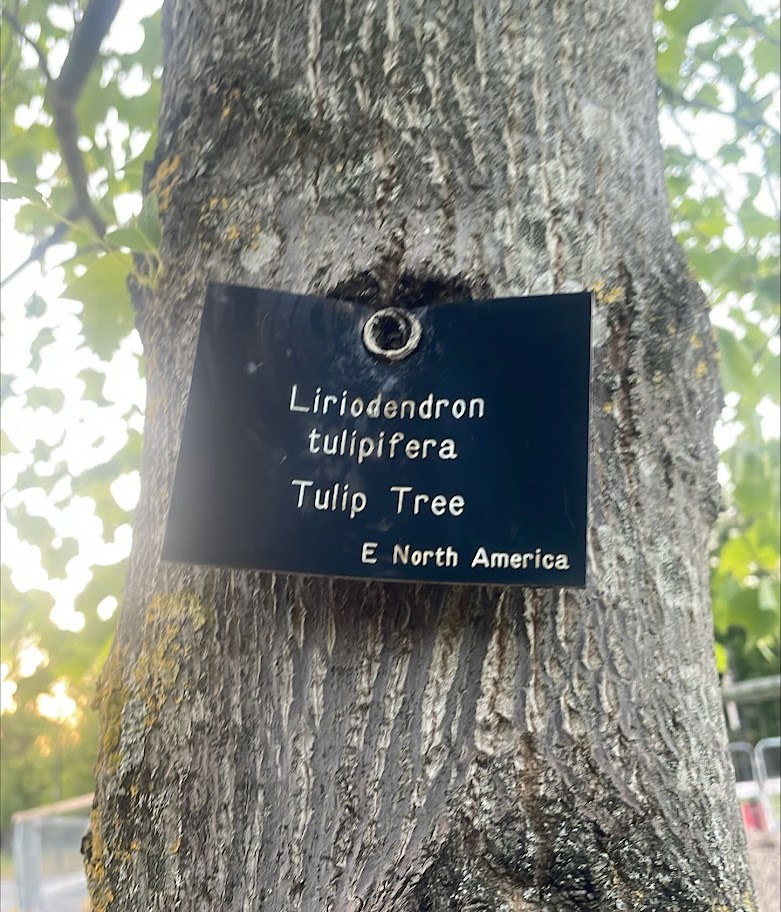 Liriodendron
tulipifera
Tulip Tree
E North America